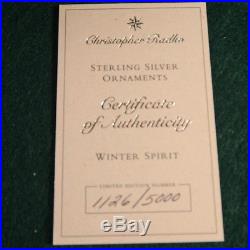 Christopher Radko
STERLING SILVER
ORNAMENTS
Certificate
of Authenticity
WINTER SPIRIT
LIMITED EDITION NUMBER
1126/5000